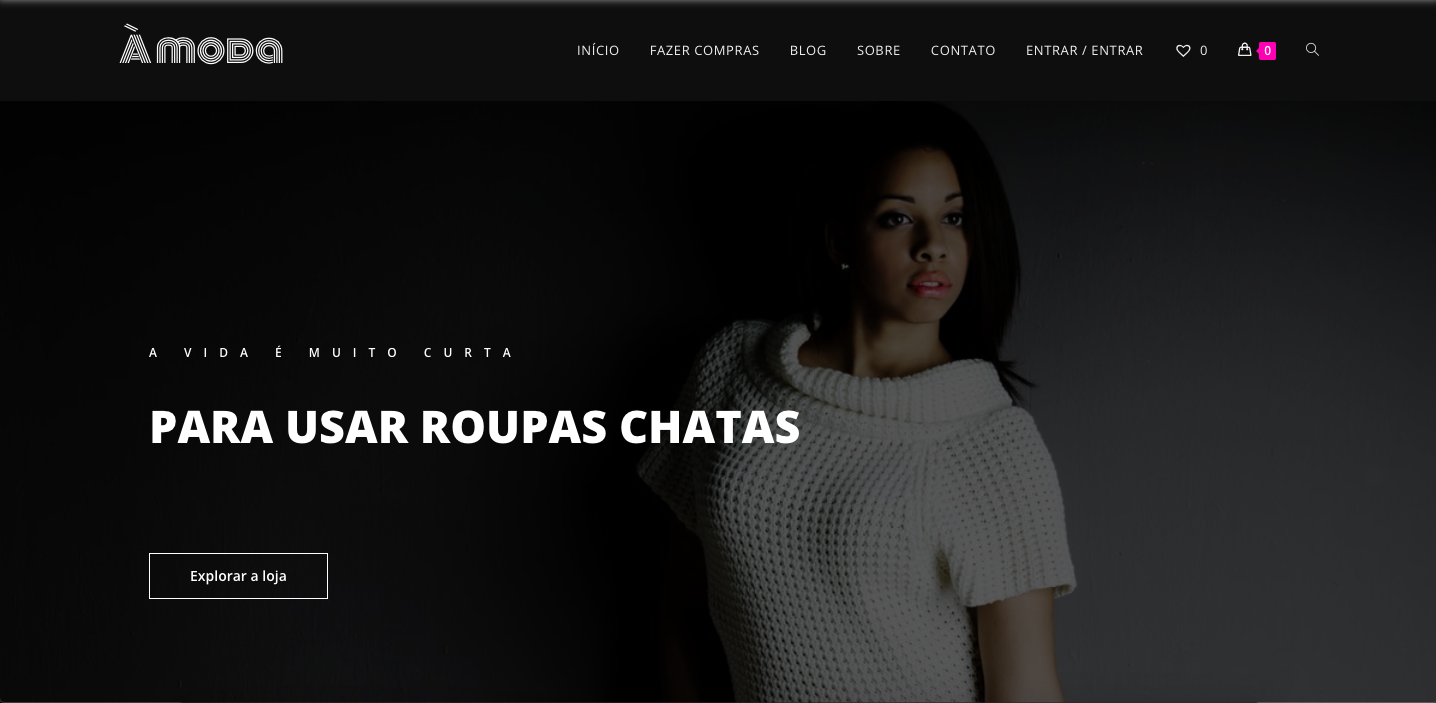 Àmoda
INÍCIO FAZER COMPRAS BLOG SOBRE CONTATO ENTRAR / ENTRAR 0 0
A VIDA É MUITO CURTA
PARA USAR ROUPAS CHATAS
Explorar a loja